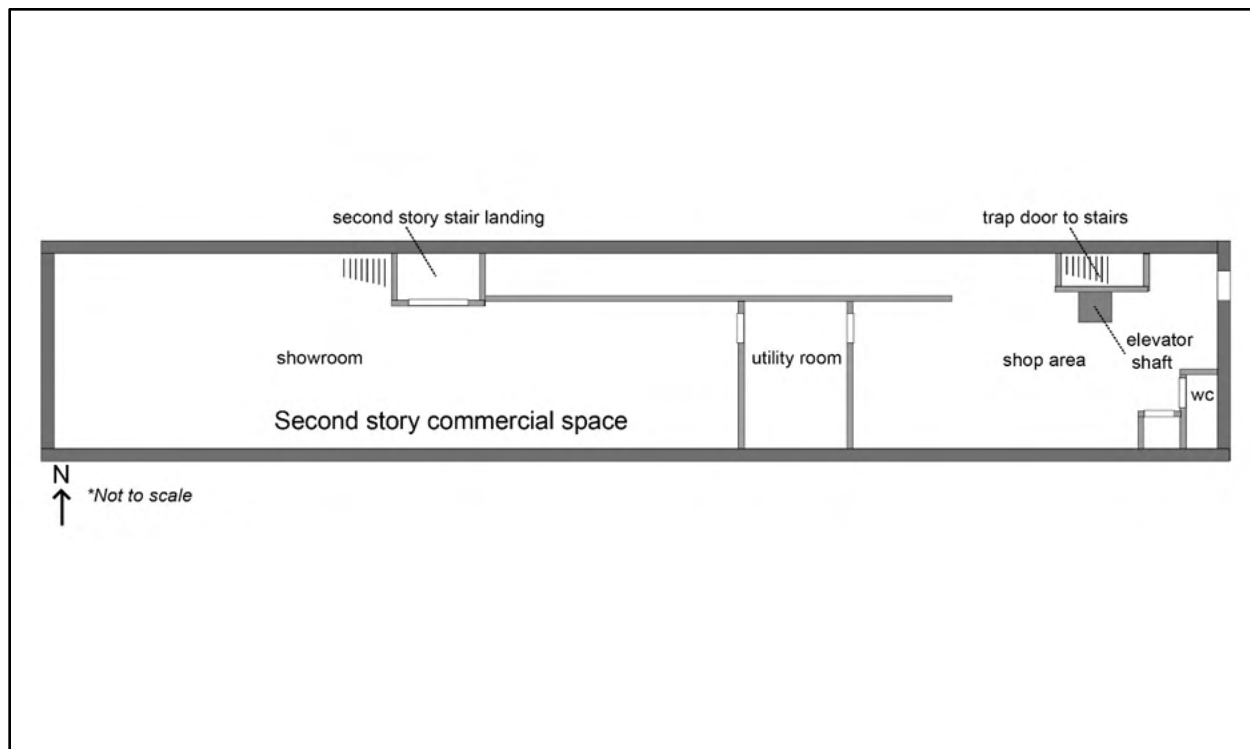 second story stair landing
trap door to stairs
showroom
utility room
shop area
elevator
shaft
wc
Second story commercial space
N
*Not to scale